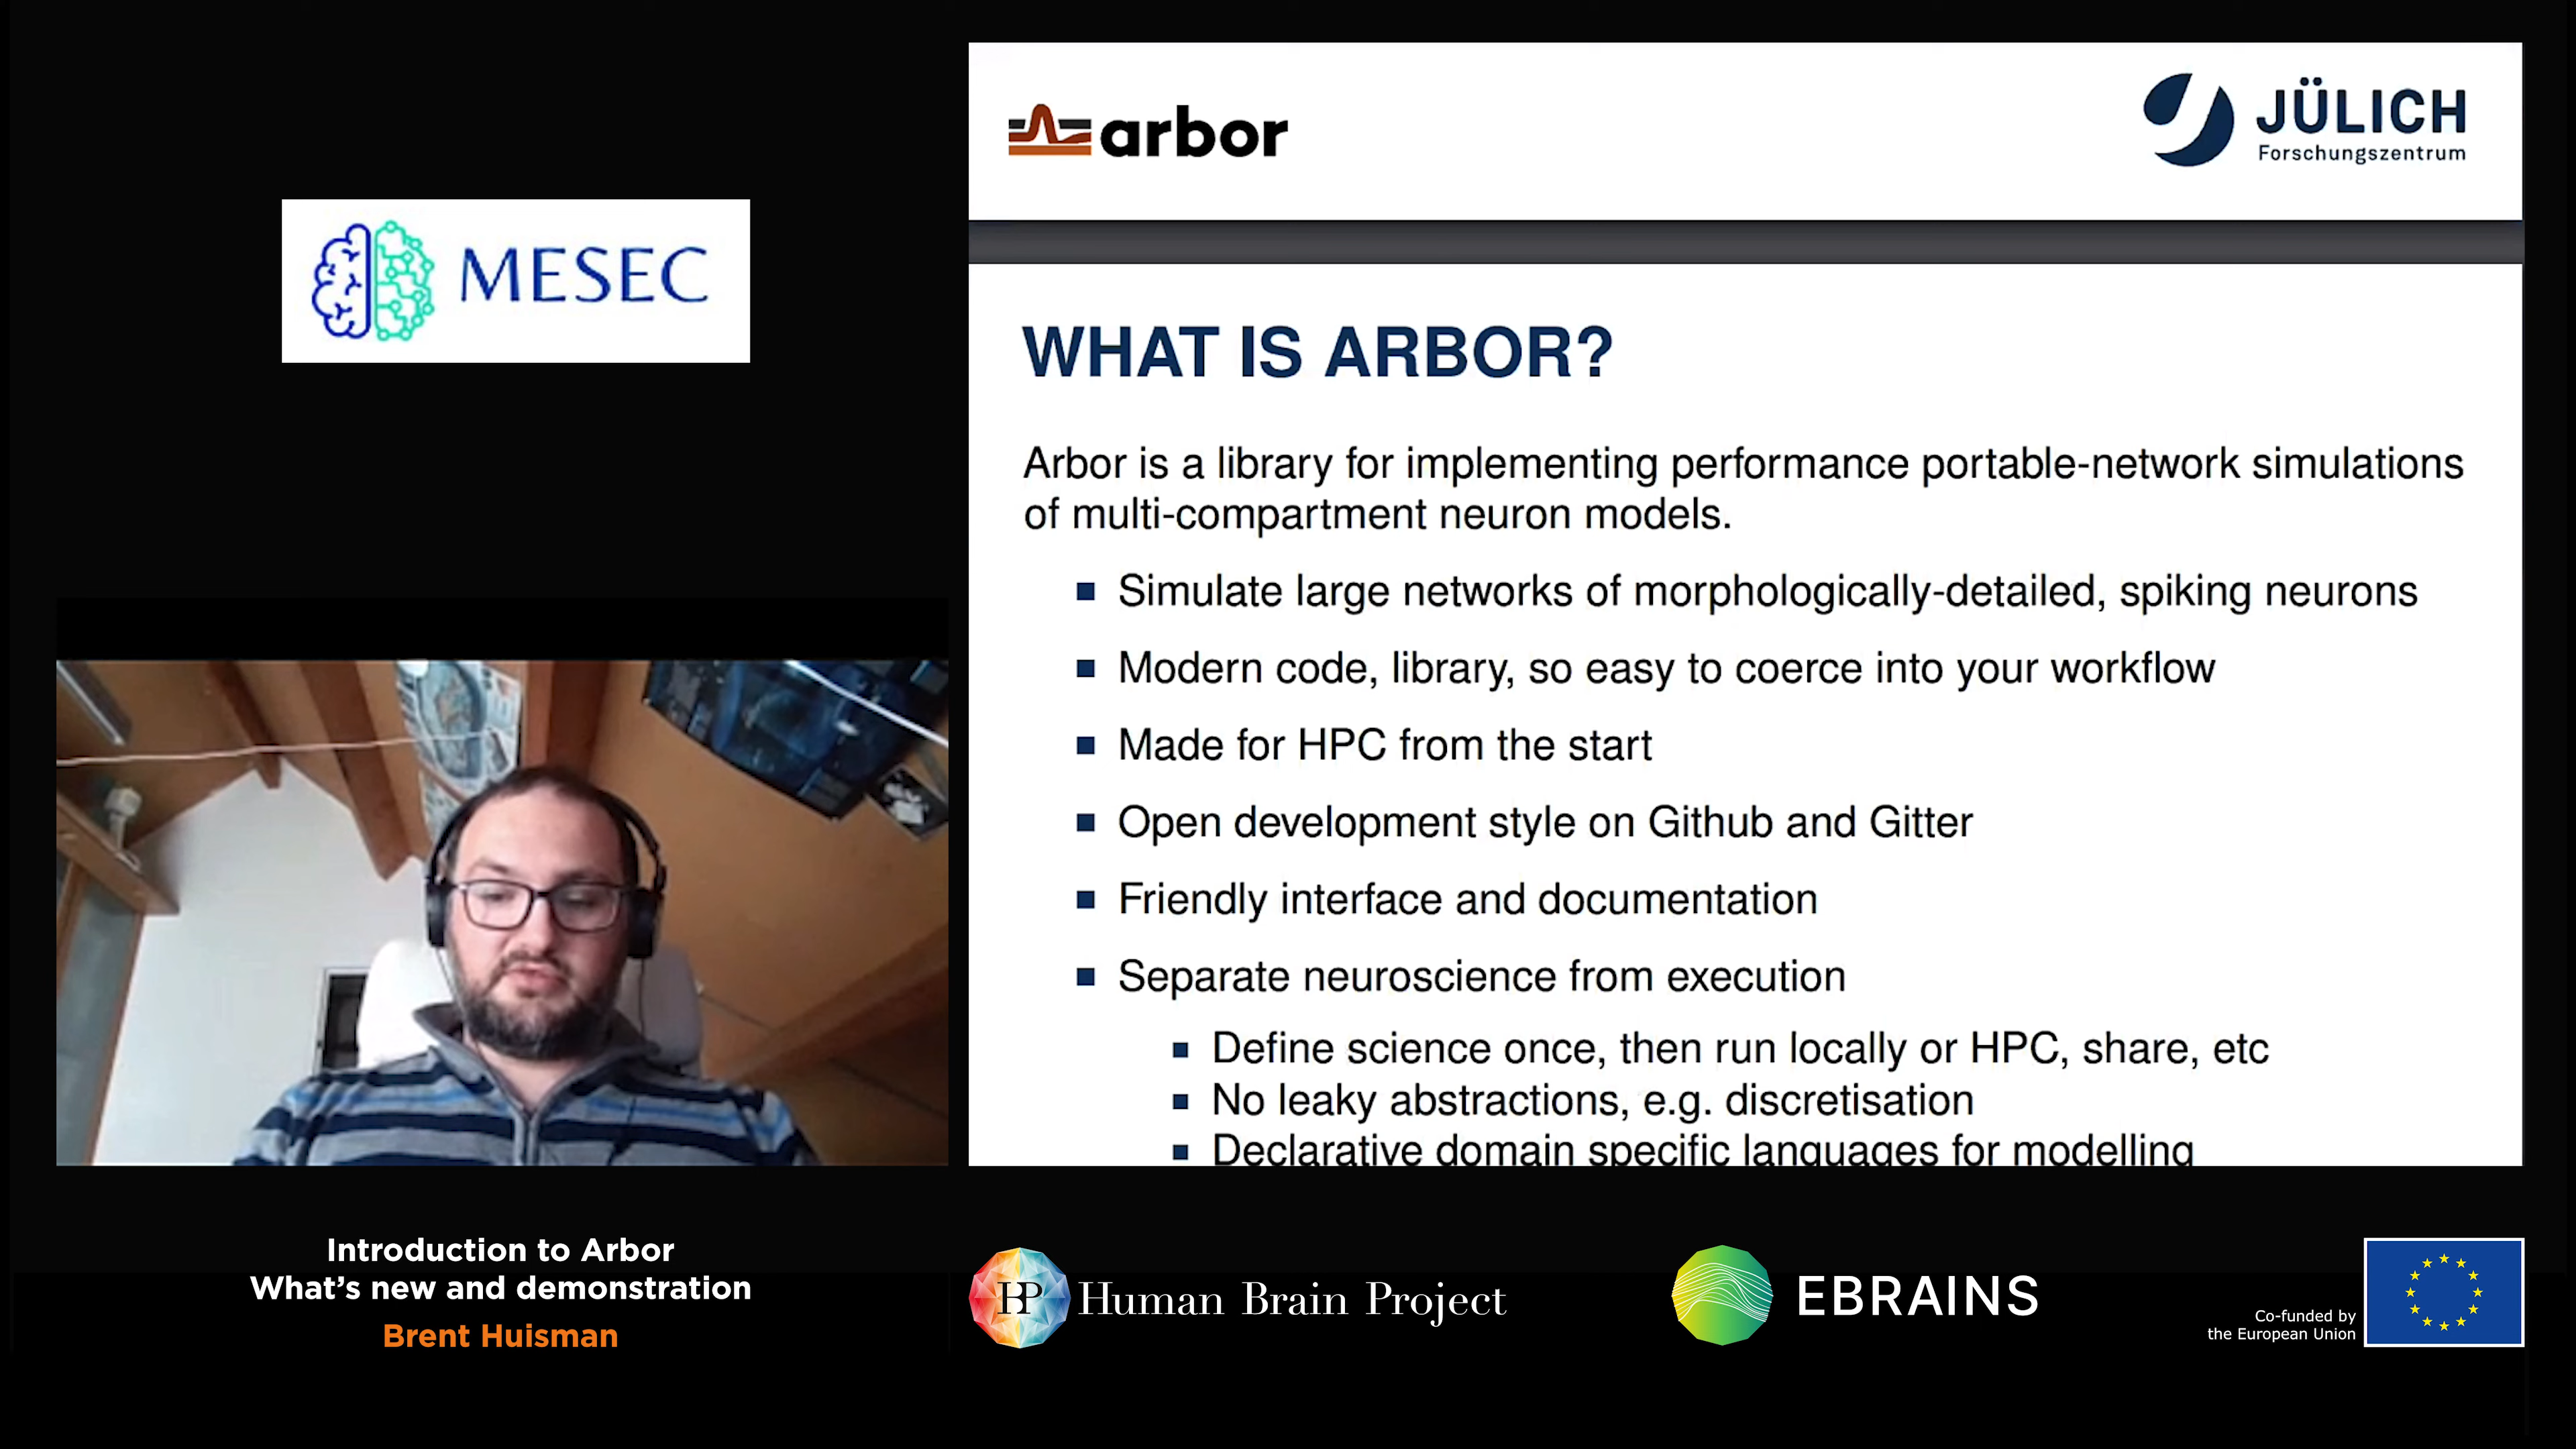 MESEC
arbor
JÜLICH
Forschungszentrum
WHAT IS ARBOR?
Arbor is a library for implementing performance portable-network simulations
of multi-compartment neuron models.
Simulate large networks of morphologically-detailed, spiking neurons
Modern code, library, so easy to coerce into your workflow
Made for HPC from the start
Open development style on Github and Gitter
Friendly interface and documentation
Separate neuroscience from execution
Define science once, then run locally or HPC, share, etc
No leaky abstractions, e.g. discretisation
Declarative domain specific languages for modelling
Introduction to Arbor
What's new and demonstration
Brent Huisman
HBP
Human Brain Project
EBRAINS
Co-funded by
the European Union